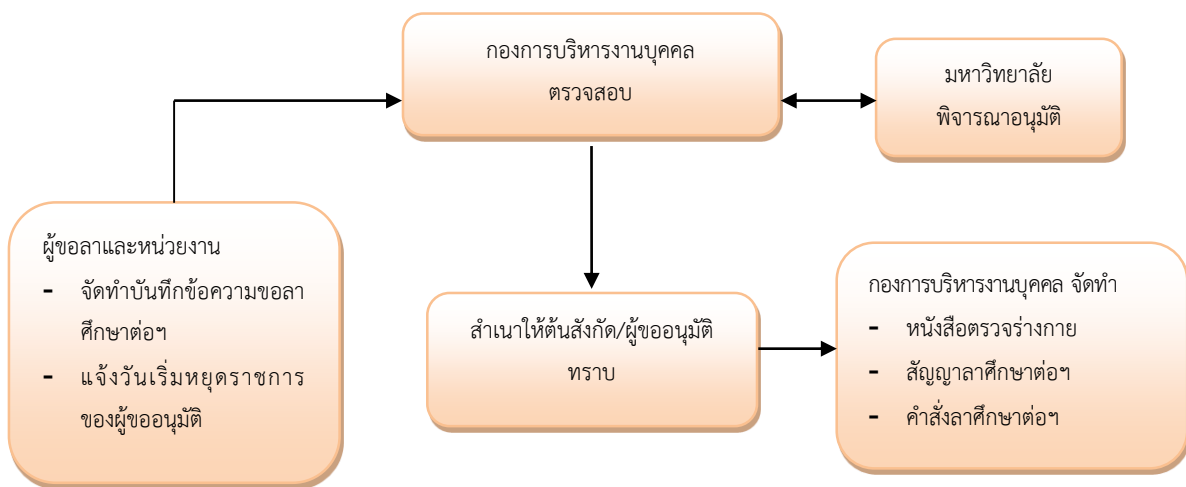 กองการบริหารงานบุคคล
ตรวจสอบ
มหาวิทยาลัย
พิจารณาอนุมัติ
ผู้ขอลาและหน่วยงาน
- จัดทำบันทึกข้อความขอลา
ศึกษาต่อฯ
- แจ้งวันเริ่มหยุดราชการ
ของผู้ขออนุมัติ
สำเนาให้ต้นสังกัด/ผู้ขออนุมัติ
ทราบ
กองการบริหารงานบุคคล จัดทำ
- หนังสือตรวจร่างกาย
- สัญญาลาศึกษาต่อฯ
- คำสั่งลาศึกษาต่อฯ